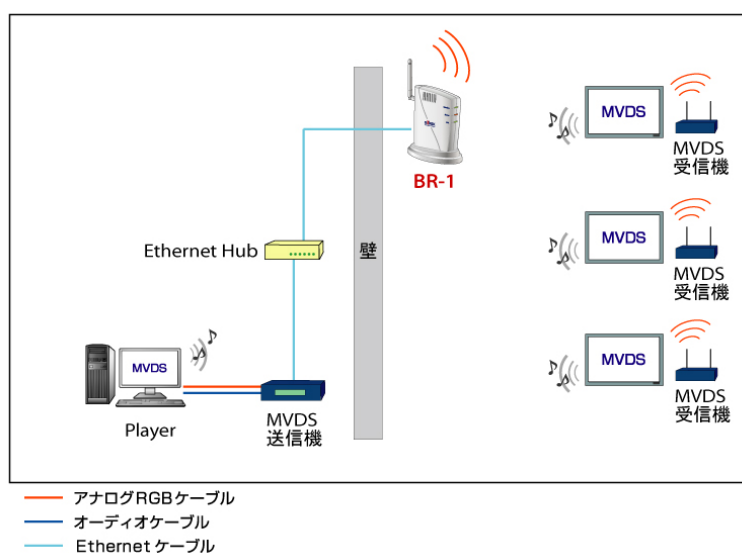 MVDS
MVDS
受信機
BR-1
Ethernet Hub
壁
MVDS
MVDS
受信機
MVDS
Player
MVDS
送信機
MVDS
MVDS
受信機
アナログRGBケーブル
オーディオケーブル
Ethernet ケーブル